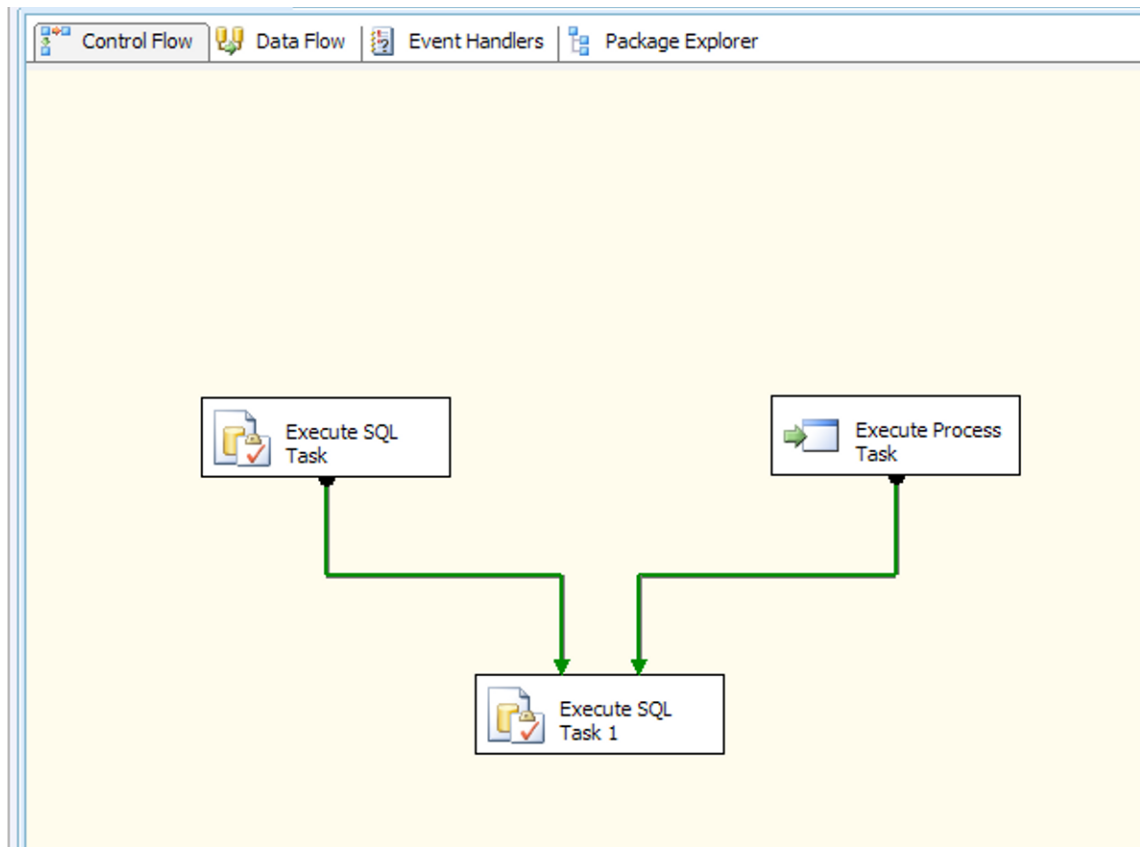 Control Flow
Data Flow
Event Handlers
Package Explorer
Execute SQL
Task
Execute Process
Task
Execute SQL
Task 1